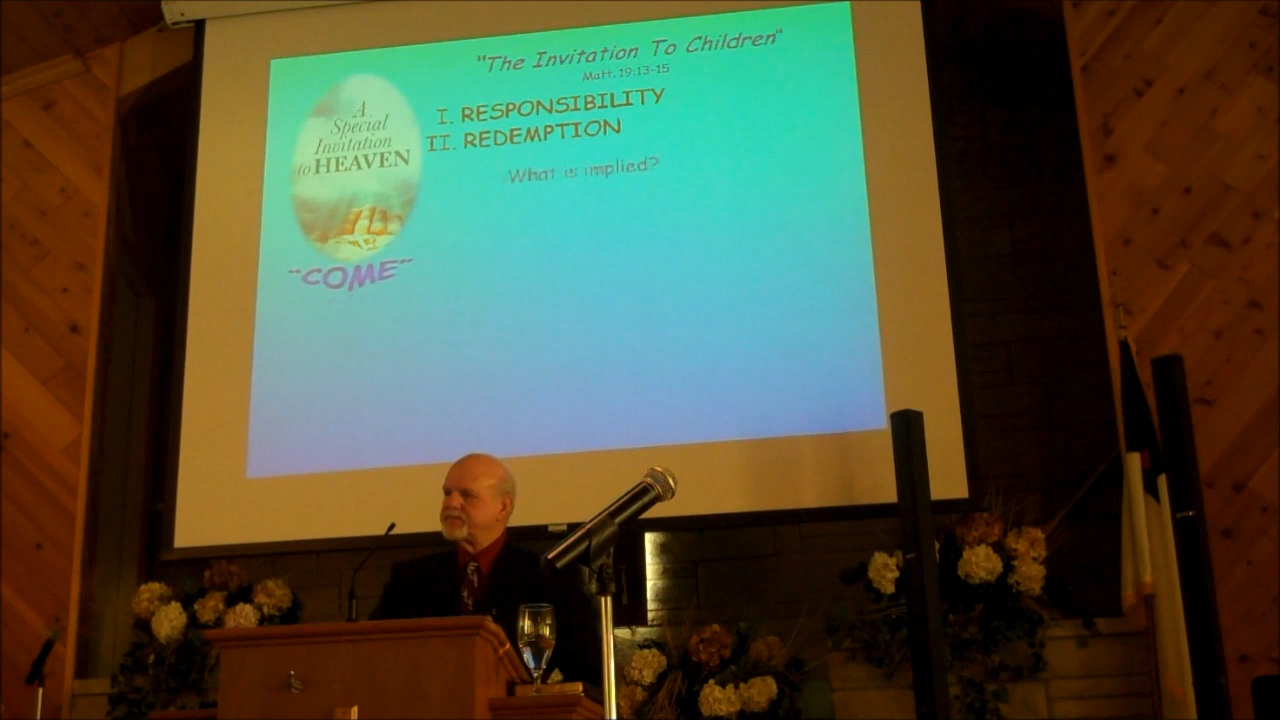 "The Invitation To Children"
Matt.19:13-15
I. RESPONSIBILITY
II. REDEMPTION
What is implied?
A
Special
Invitation
to HEAVEN
"COME"